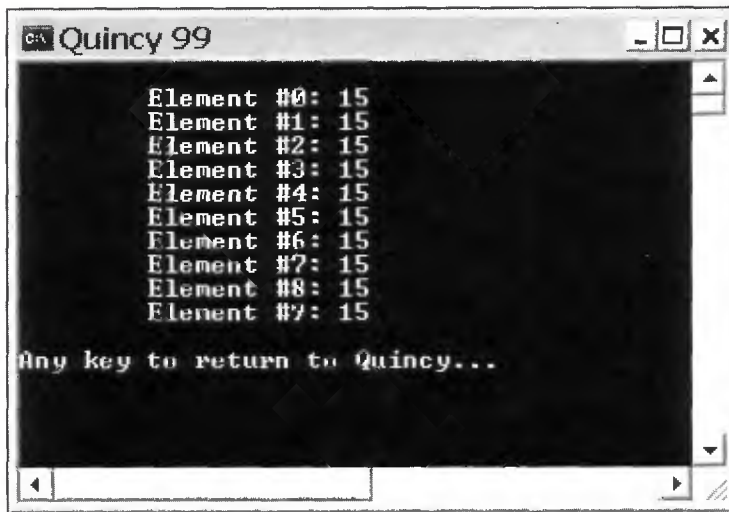 Quincy 99
Element #0: 15
Element #1: 15
Element #2: 15
Element #3: 15
Element #4: 15
Element #5: 15
Element #6: 15
Element #7: 15
Element #8: 15
Element #9: 15
Any key to return to Quincy...